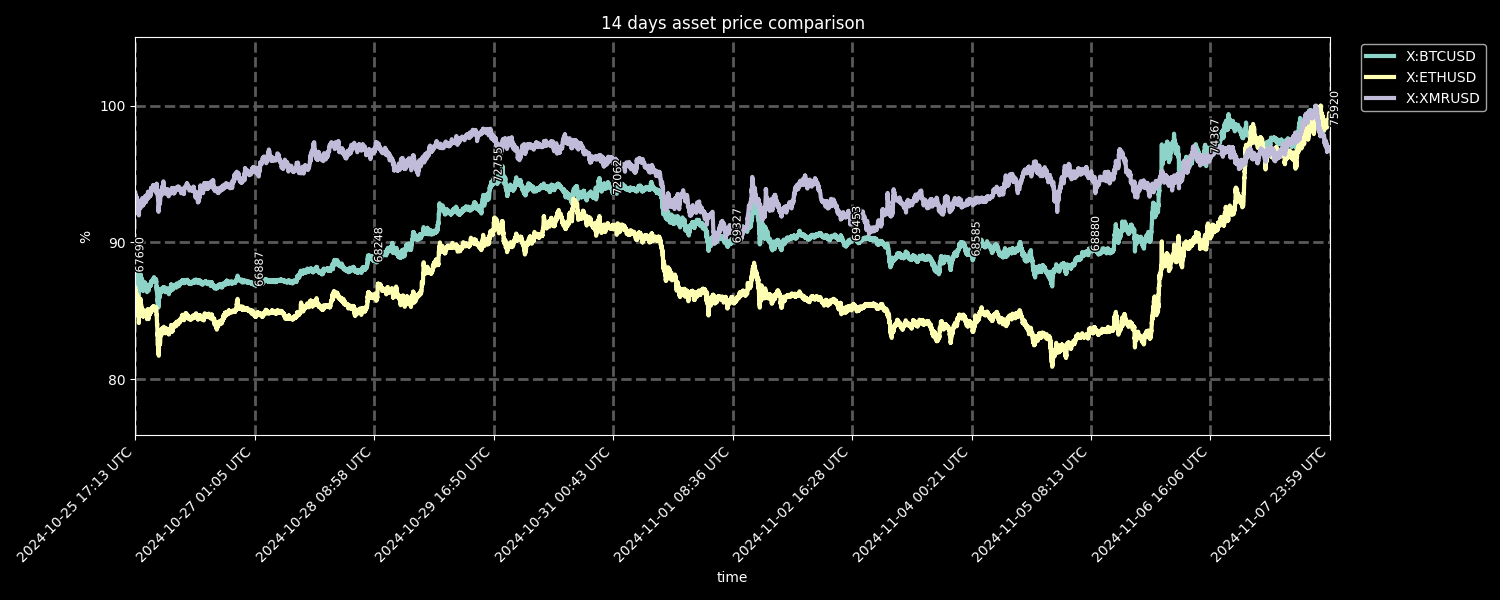 14 days asset price comparison
X:BTCUSD
X:ETHUSD
X:XMRUSD
%
100
90
80
67690
66887
68248
72755
72062
69327
69453
68585
68880
74367
75920
2024-10-25 17:13 UTC
2024-10-27 01:05 UTC
2024-10-28 08:58 UTC
2024-10-29 16:50 UTC
2024-10-31 00:43 UTC
2024-11-01 08:36 UTC
2024-11-02 16:28 UTC
2024-11-04 00:21 UTC
2024-11-05 08:13 UTC
2024-11-06 16:06 UTC
2024-11-07 23:59 UTC
time